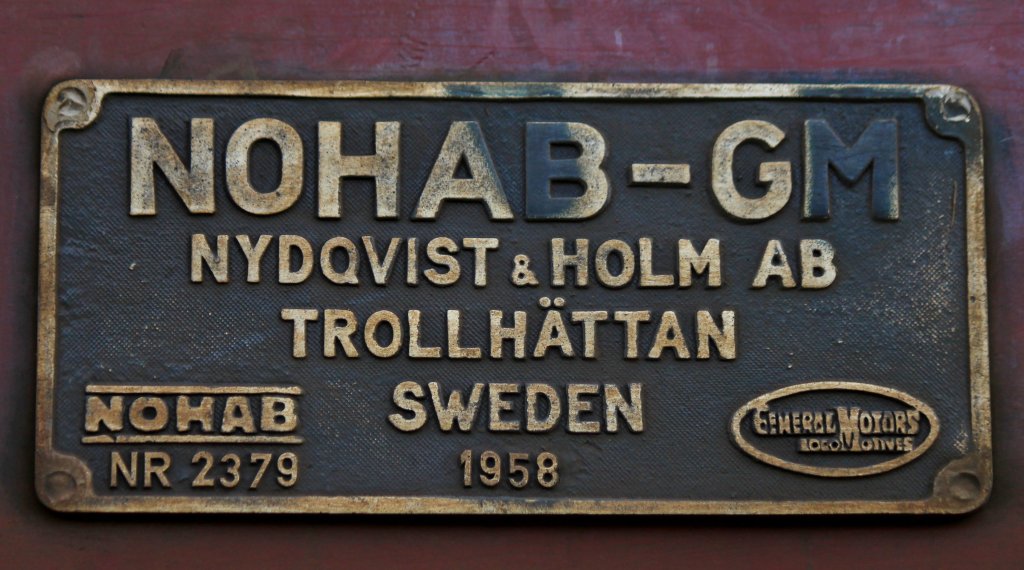 NOHAB-GM
NYDQVIST & HOLM AB
TROLLHÄTTAN
SWEDEN
NOHAB
NR 2379
1958
GENERAL MOTORS
LOCOMOTIVES